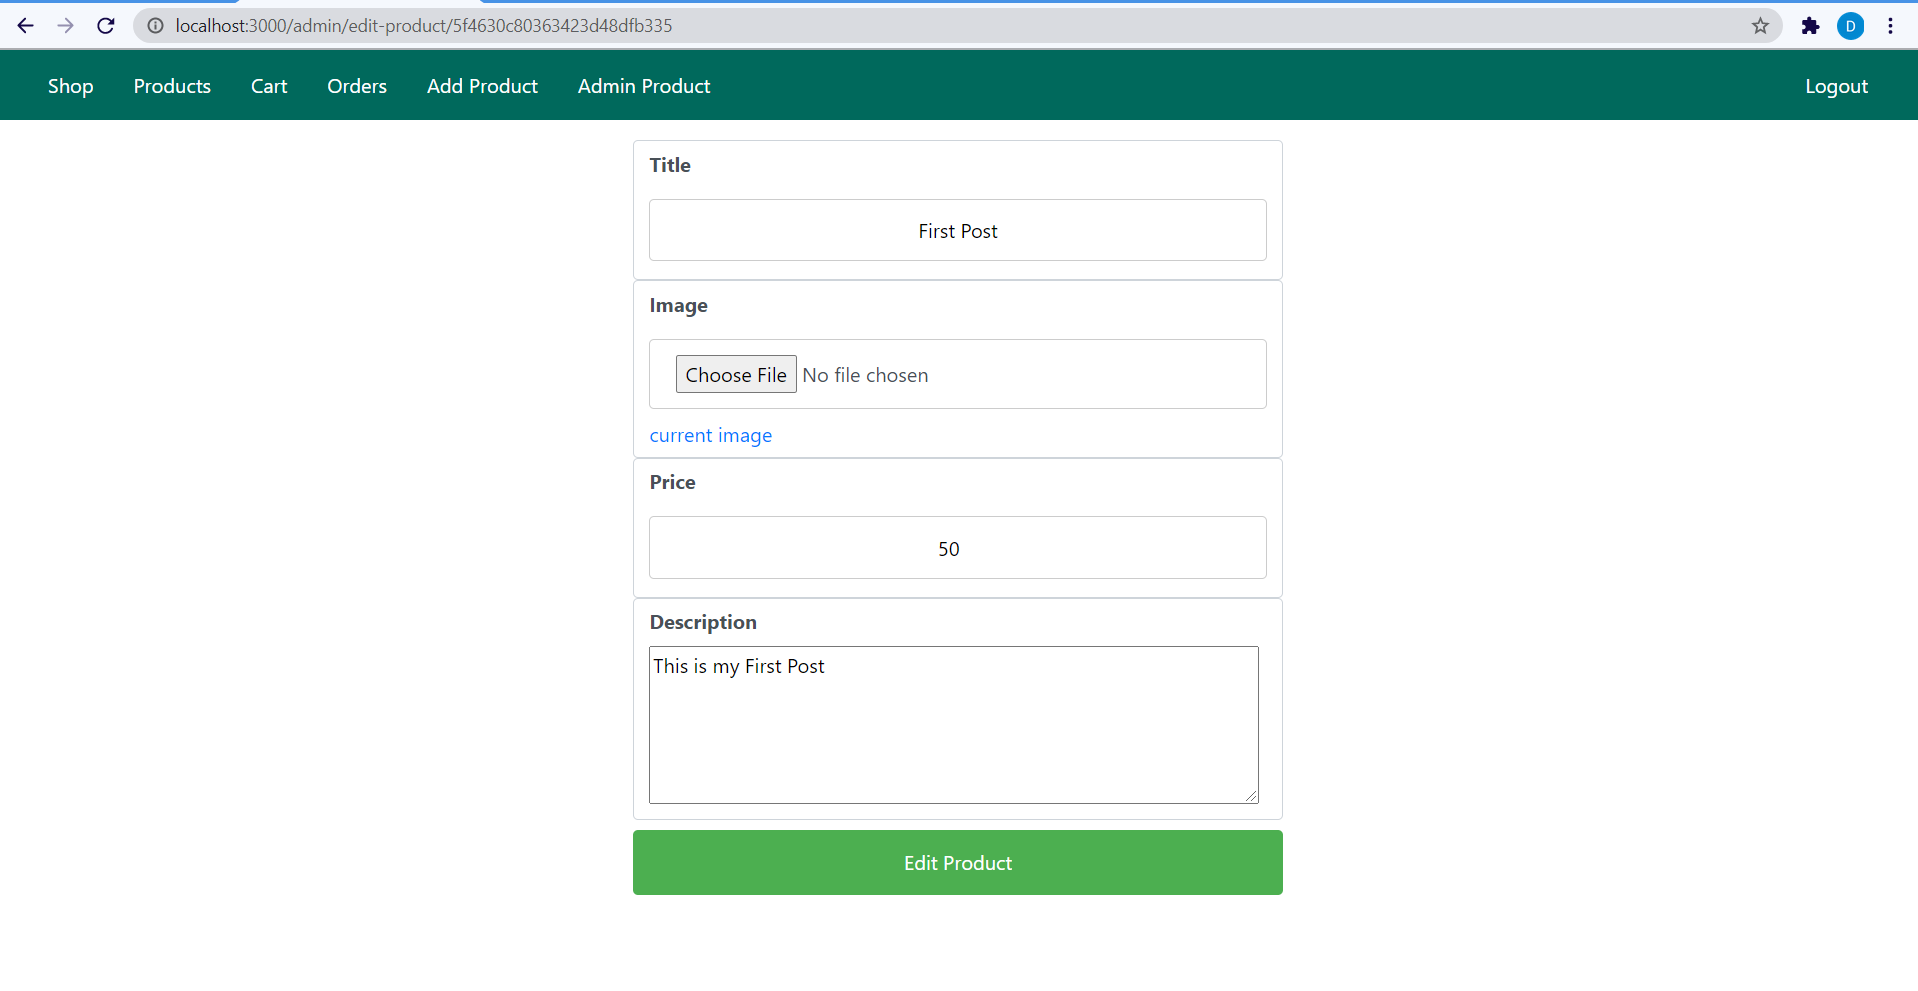 localhost:3000/admin/edit-product/5f4630c80363423d48dfb335
D
Shop Products Cart Orders Add Product Admin Product Logout
Title
First Post
Image
Choose File No file chosen
current image
Price
50
Description
This is my First Post
Edit Product